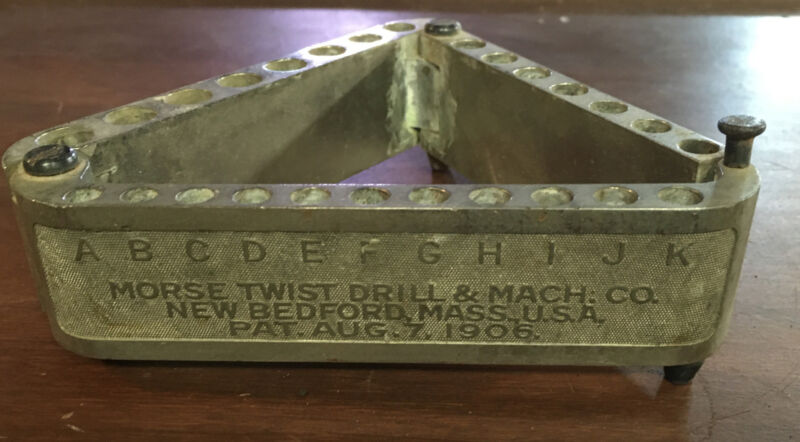 A B C D E F G H I J K
MORSE TWIST DRILL & MACH. CO.
NEW BEDFORD, MASS. U.S.A.
PAT. AUG. 7. 1906.